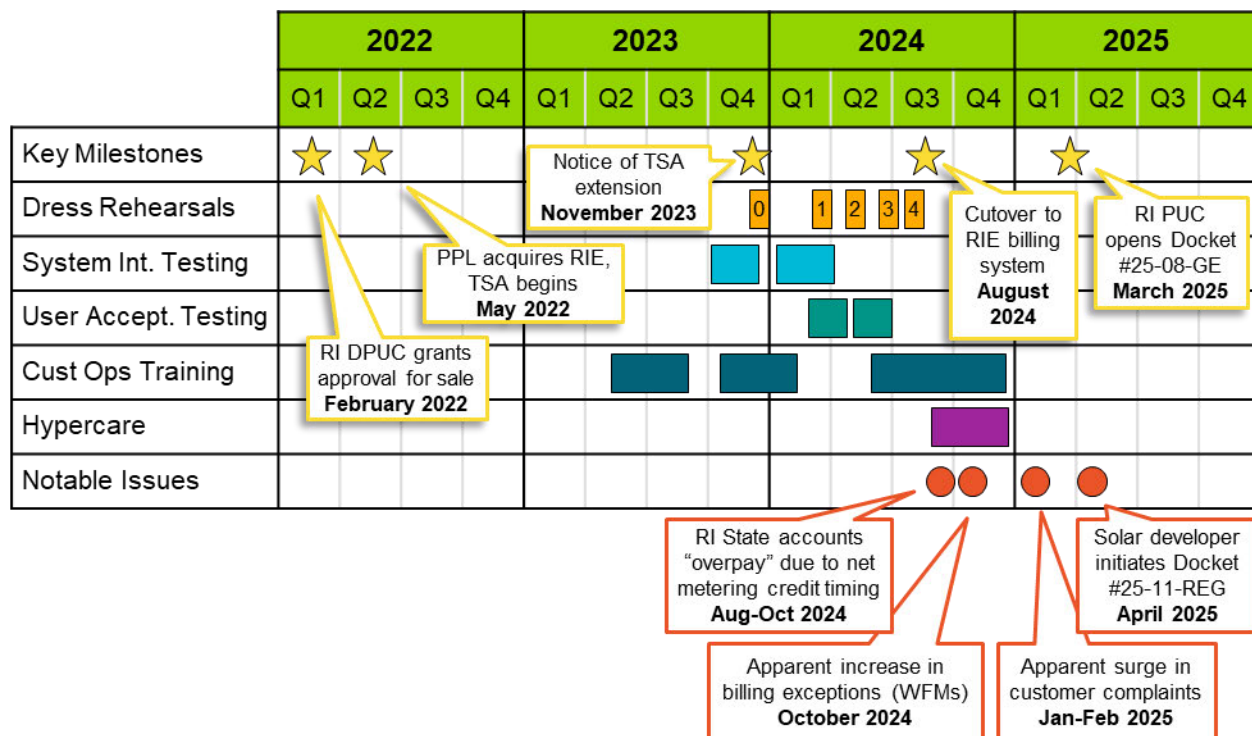 2022 2023 2024 2025
Q1 Q2 Q3 Q4 Q1 Q2 Q3 Q4 Q1 Q2 Q3 Q4 Q1 Q2 Q3 Q4
Key Milestones
Dress Rehearsals
System Int. Testing
User Accept. Testing
Cust Ops Training
Hypercare
Notable Issues
0 1 2 3 4
RI DPUC grants
approval for sale
February 2022
PPL acquires RIE,
TSA begins
May 2022
Notice of TSA
extension
November 2023
Cutover to
RIE billing
system
August
2024
RI PUC
opens Docket
#25-08-GE
March 2025
RI State accounts
“overpay” due to net
metering credit timing
Aug-Oct 2024
Apparent increase in
billing exceptions (WFMs)
October 2024
Apparent surge in
customer complaints
Jan-Feb 2025
Solar developer
initiates Docket
#25-11-REG
April 2025